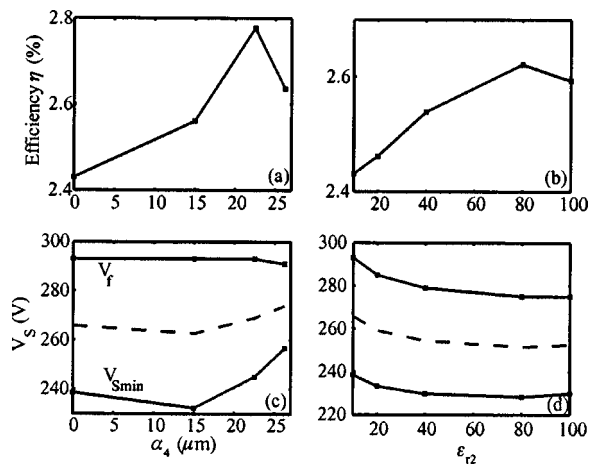 2.8
2.6
2.4
Efficiency η (%)
(a)
0 5 10 15 20 25
2.8
2.6
2.4
(b)
20 40 60 80 100
300
280
260
240
V_S (V)
V_f
V_Smin
(c)
0 5 10 15 20 25
α_4 (μm)
300
280
260
240
220
(d)
20 40 60 80 100
ε_r2